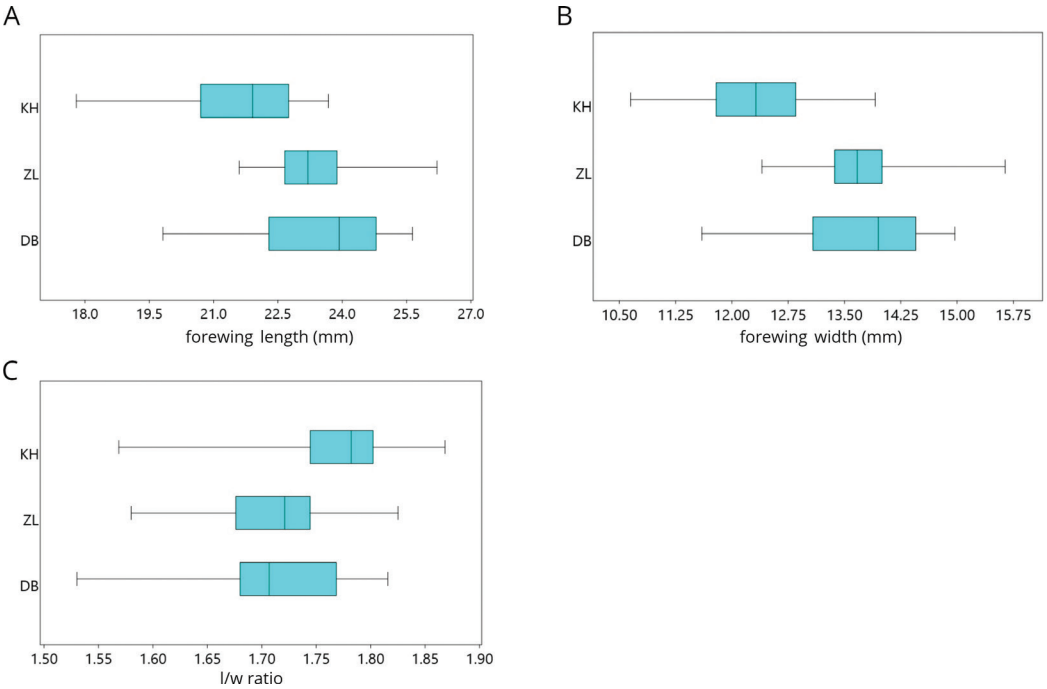 A
KH
ZL
DB
18.0 19.5 21.0 22.5 24.0 25.5 27.0
forewing length (mm)
B
KH
ZL
DB
10.50 11.25 12.00 12.75 13.50 14.25 15.00 15.75
forewing width (mm)
C
KH
ZL
DB
1.50 1.55 1.60 1.65 1.70 1.75 1.80 1.85 1.90
l/w ratio